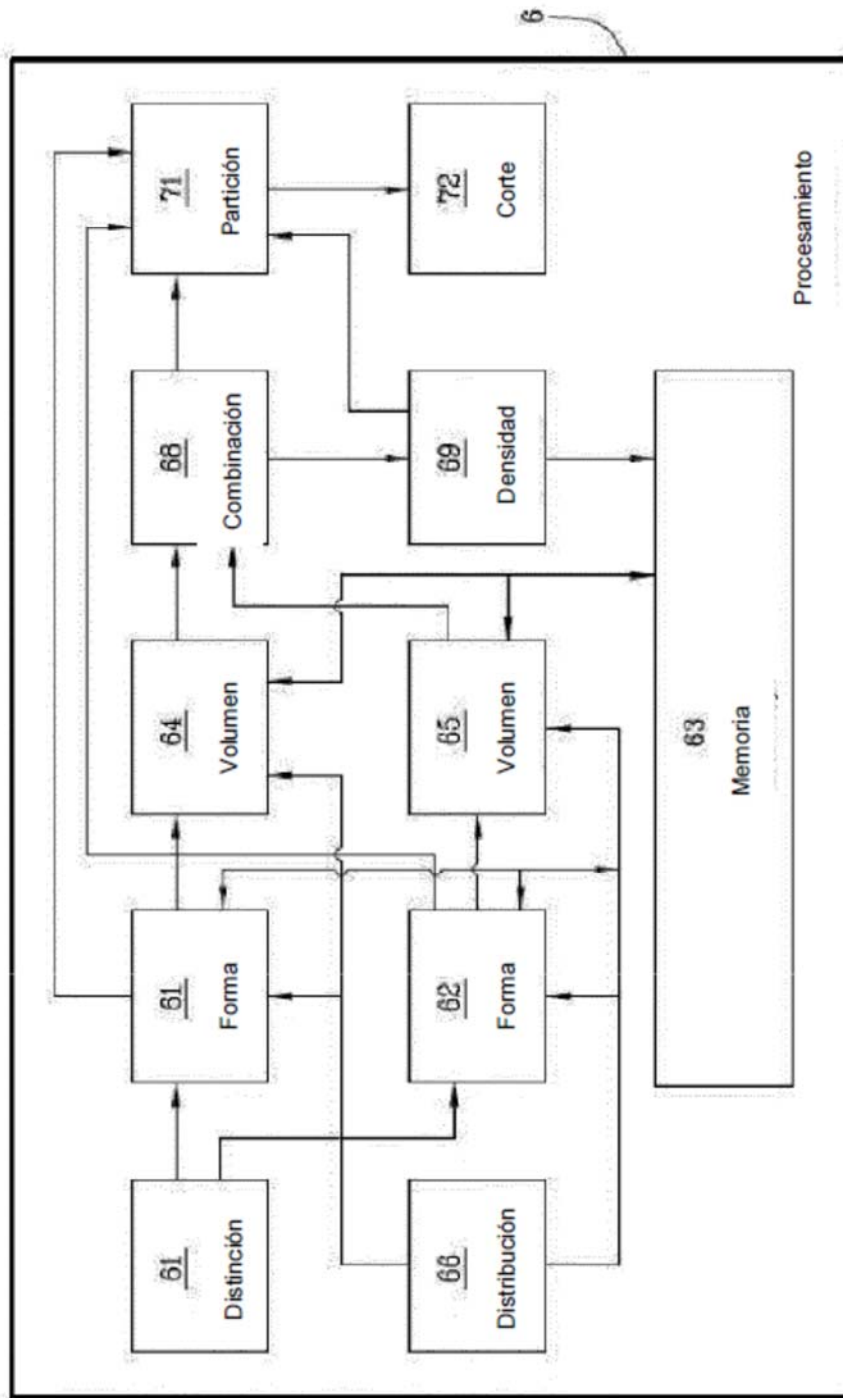 6
61
Distinción
61
Forma
64
Volumen
68
Combinación
71
Partición
66
Distribución
62
Forma
65
Volumen
69
Densidad
72
Corte
63
Memoria
Procesamiento